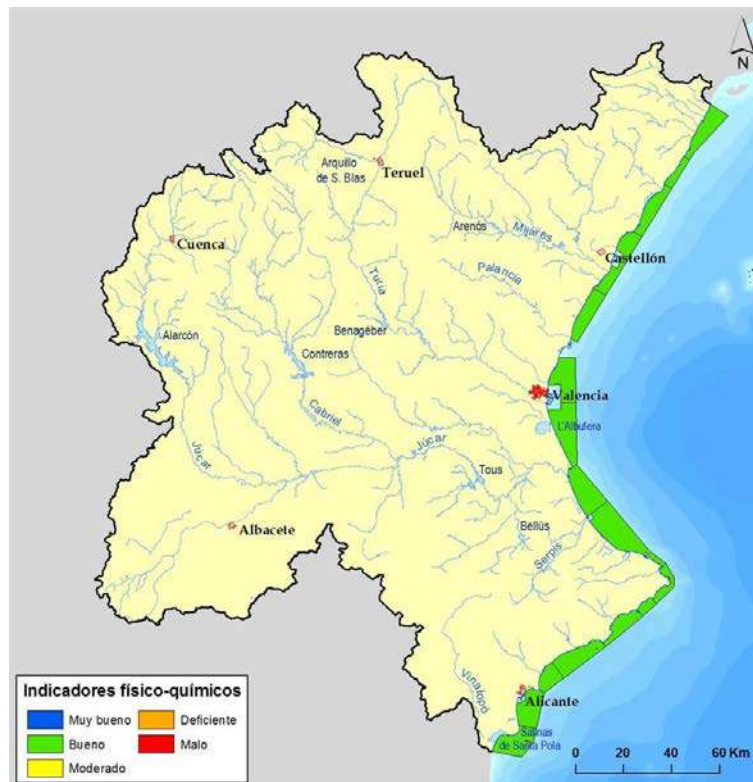 N
Arquillo
de S. Blas
Teruel
Arenós
Mijares
Cuenca
Castellón
Palancia
Turia
Alarcón
Benagéber
Contreras
Valencia
Cabriel
L'Albufera
Júcar
Júcar
Tous
Albacete
Bellús
Serpis
Vinalopó
Alicante
Salinas
de Santa Pola
Indicadores físico-químicos
Muy bueno
Deficiente
Bueno
Malo
Moderado
0 20 40 60 Km